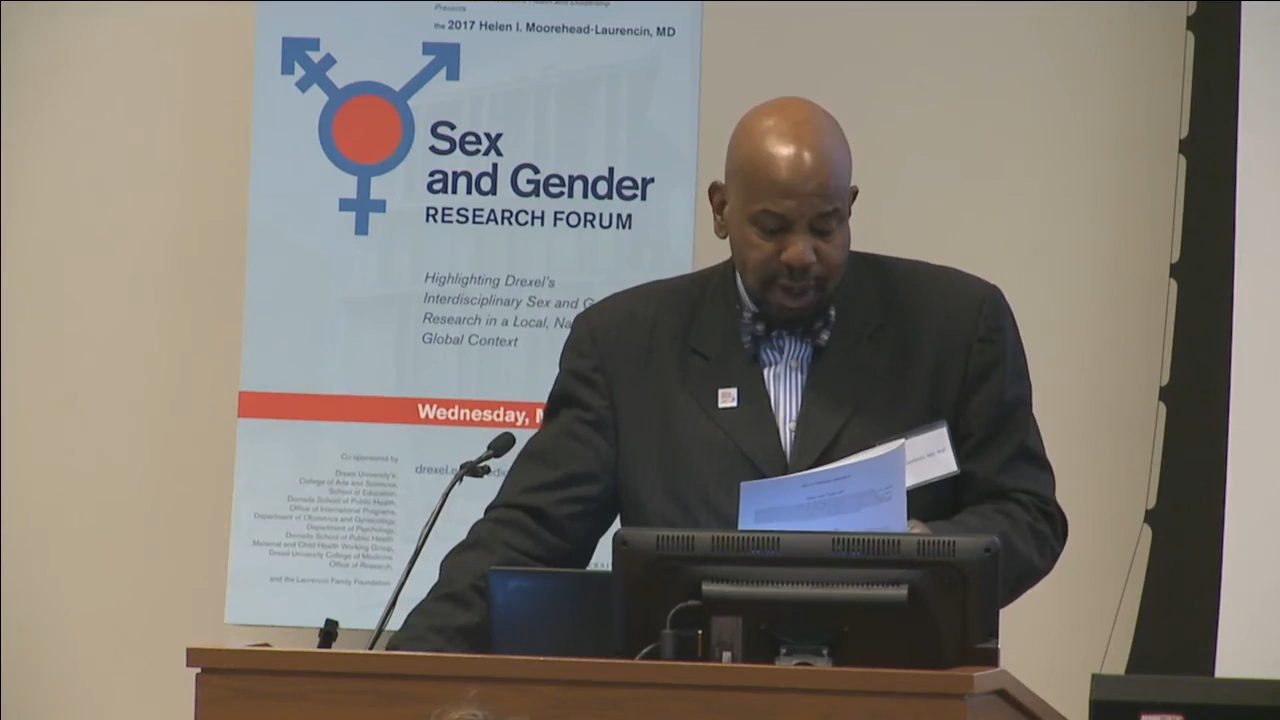 Presents
the 2017 Helen I. Moorehead-Laurencin, MD
Sex
and Gender
RESEARCH FORUM
Highlighting Drexel's
Interdisciplinary Sex and G
Research in a Local, Na
Global Context
Wednesday, M
Co-sponsored by
Drexel University's
College of Arts and Sciences,
School of Education,
Dornsife School of Public Health,
Office of International Programs,
Department of Obstetrics and Gynecology,
Department of Psychology,
Dornsife School of Public Health
Maternal and Child Health Working Group,
Drexel University College of Medicine
Office of Research,
and the Laurencin Family Foundation
drexel.
MD, PhD